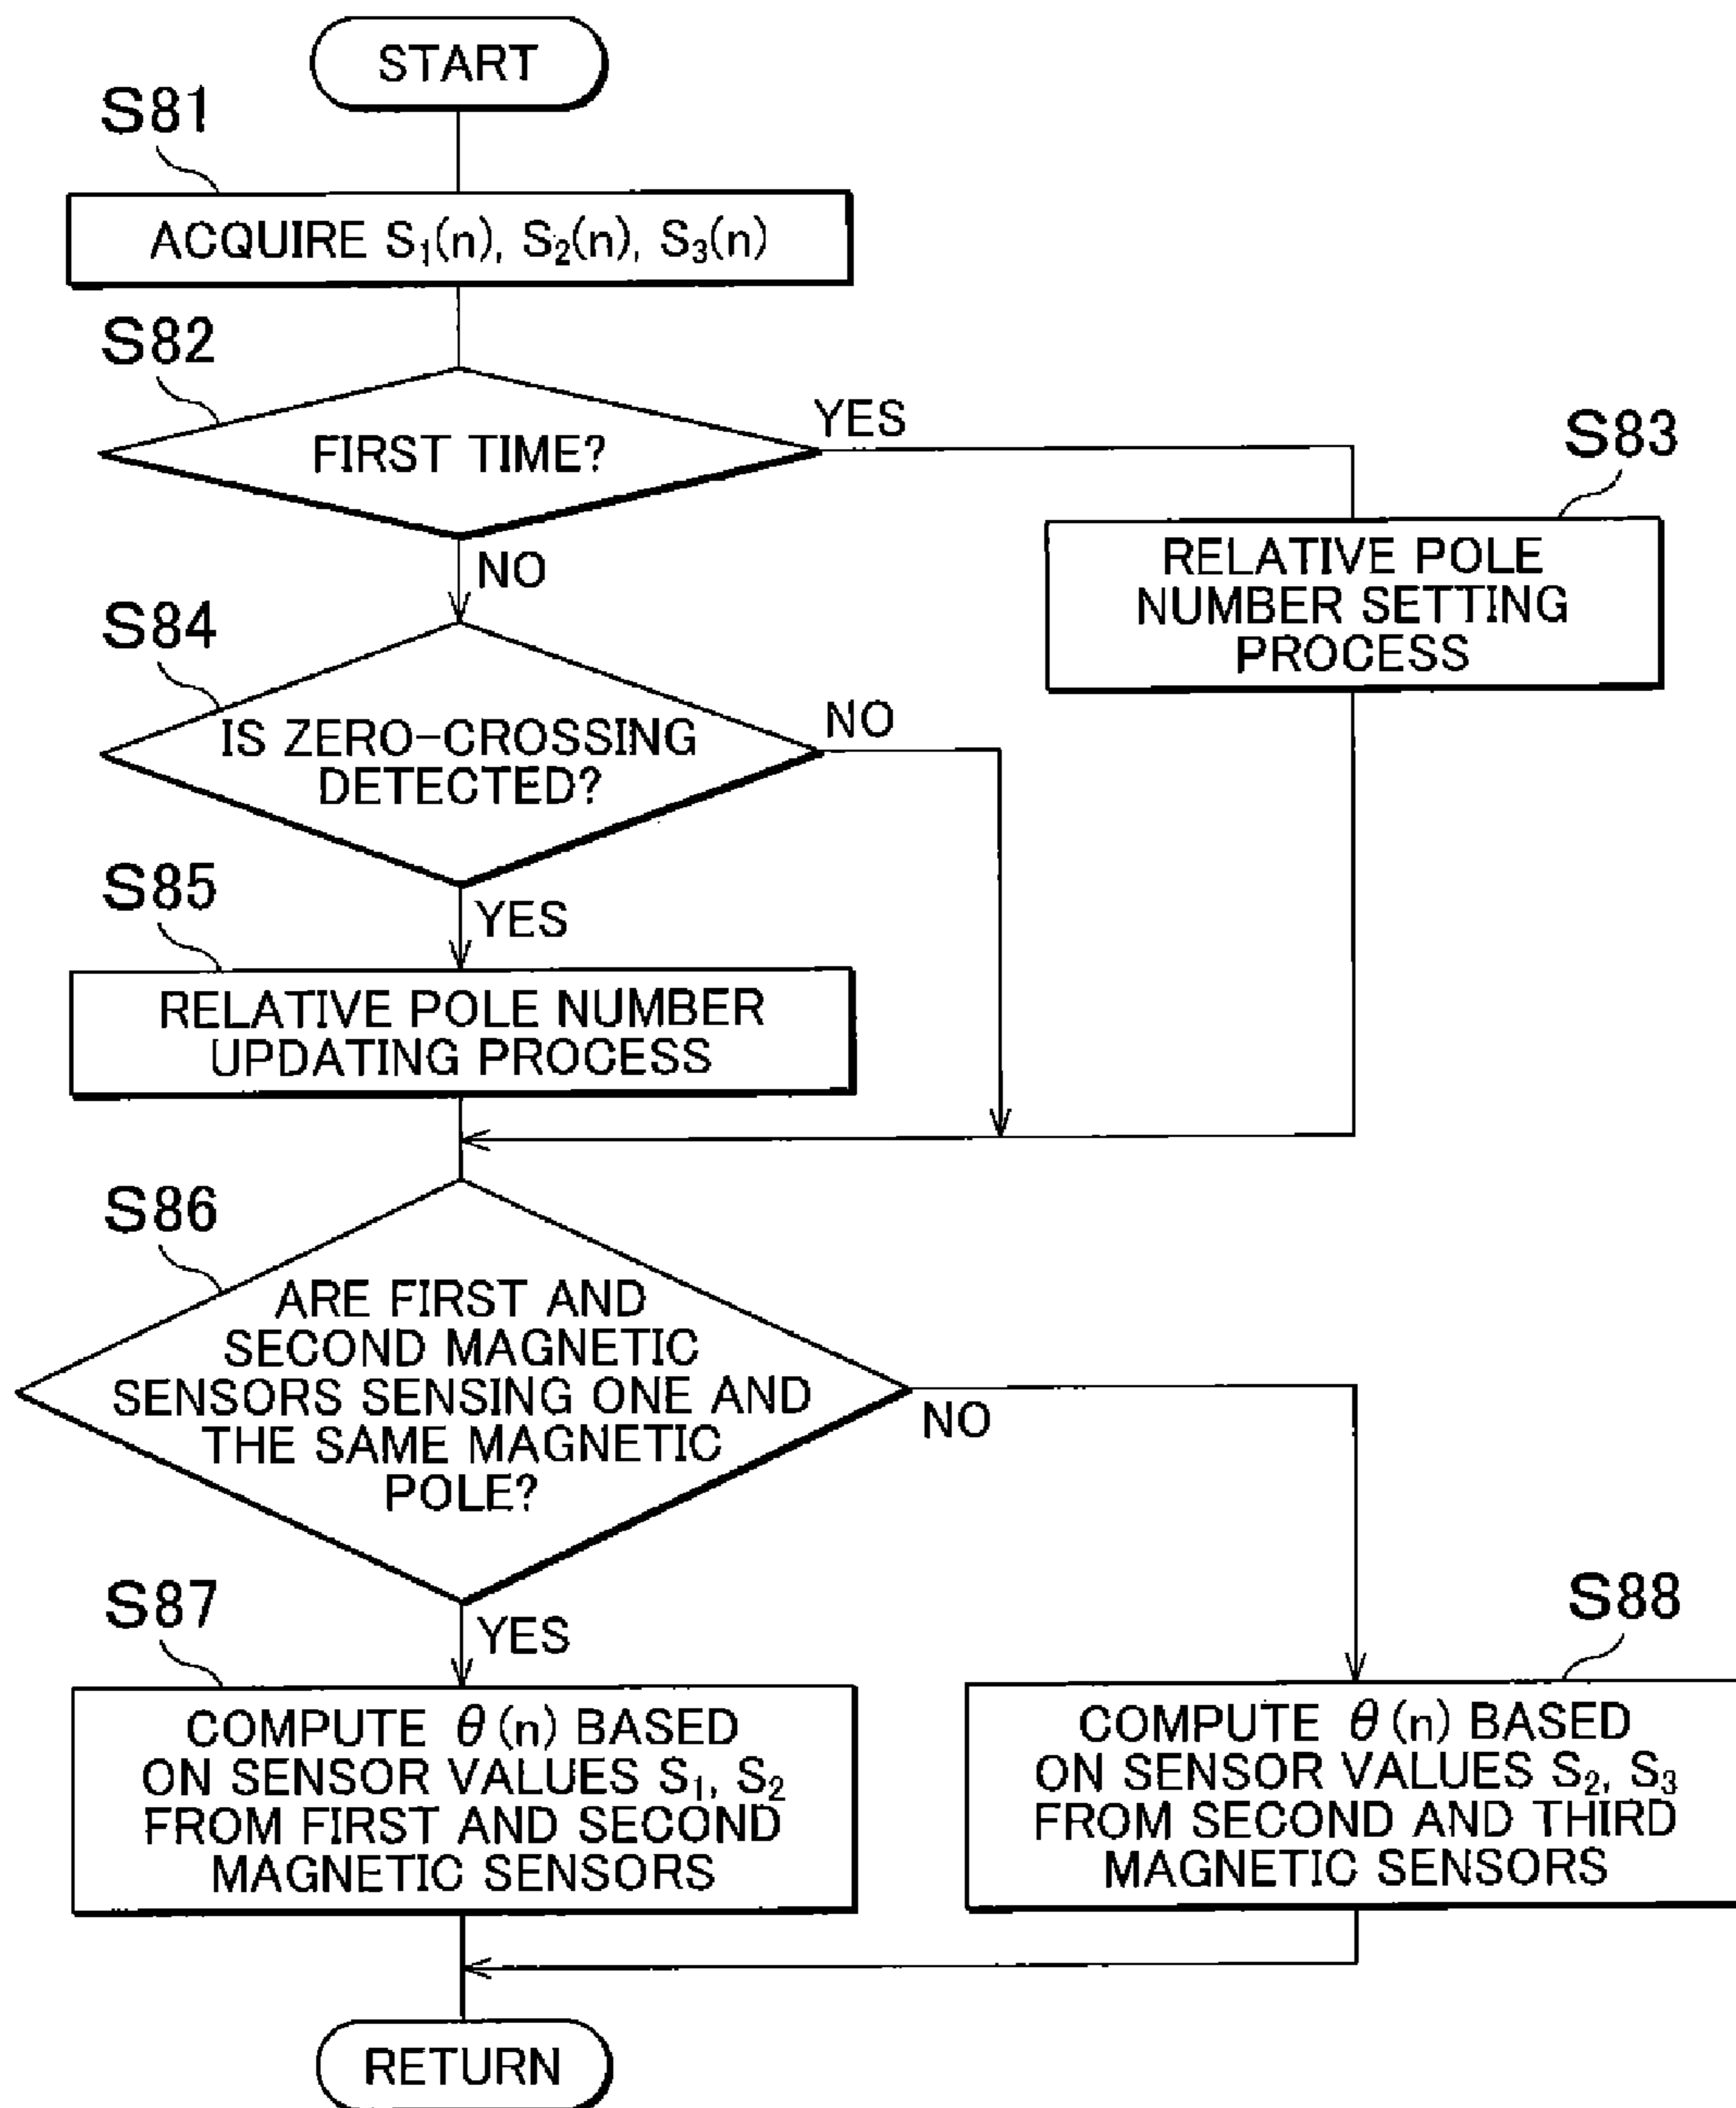 START
S81
ACQUIRE S₁(n), S₂(n), S₃(n)
S82
FIRST TIME?
YES
S83
RELATIVE POLE
NUMBER SETTING
PROCESS
NO
S84
IS ZERO-CROSSING
DETECTED?
NO
YES
S85
RELATIVE POLE NUMBER
UPDATING PROCESS
S86
ARE FIRST AND
SECOND MAGNETIC
SENSORS SENSING ONE AND
THE SAME MAGNETIC
POLE?
NO
YES
S87
COMPUTE θ(n) BASED
ON SENSOR VALUES S₁, S₂
FROM FIRST AND SECOND
MAGNETIC SENSORS
S88
COMPUTE θ(n) BASED
ON SENSOR VALUES S₂, S₃
FROM SECOND AND THIRD
MAGNETIC SENSORS
RETURN